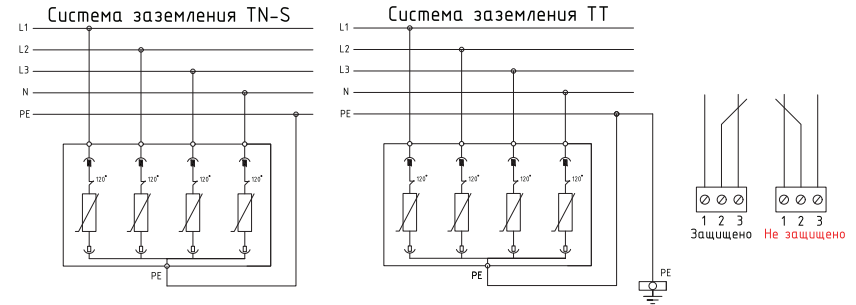 Система заземления TN-S
L1
L2
L3
N
PE
120°
120°
120°
120°
PE
Система заземления TT
L1
L2
L3
N
PE
120°
120°
120°
120°
PE
PE
1 2 3
Защищено
1 2 3
Не защищено